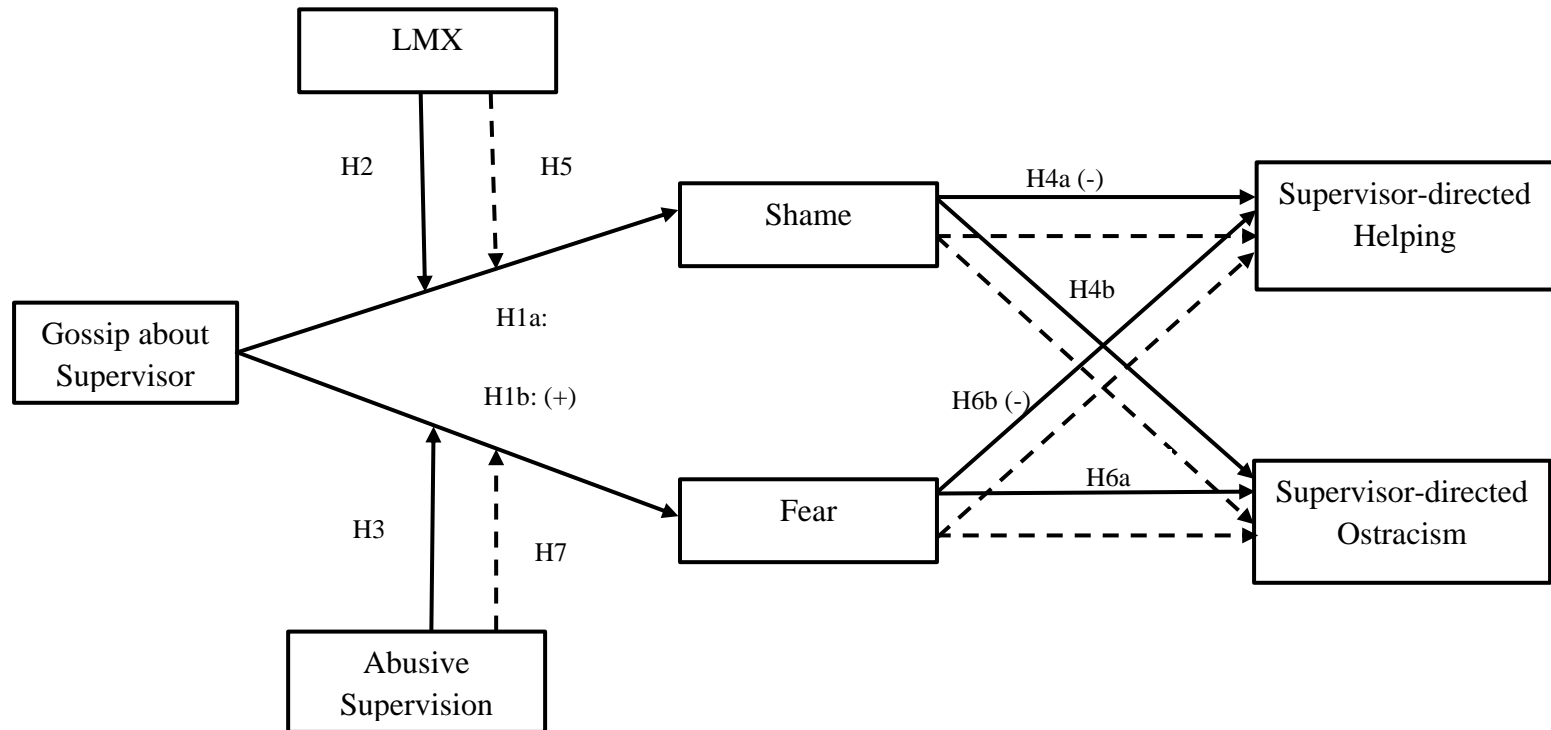 LMX
H2
H5
Shame
H4a (-)
Supervisor-directed
Helping
H4b
H1a:
Gossip about
Supervisor
H1b: (+)
H6b (-)
H6a
Supervisor-directed
Ostracism
Fear
H3
H7
Abusive
Supervision